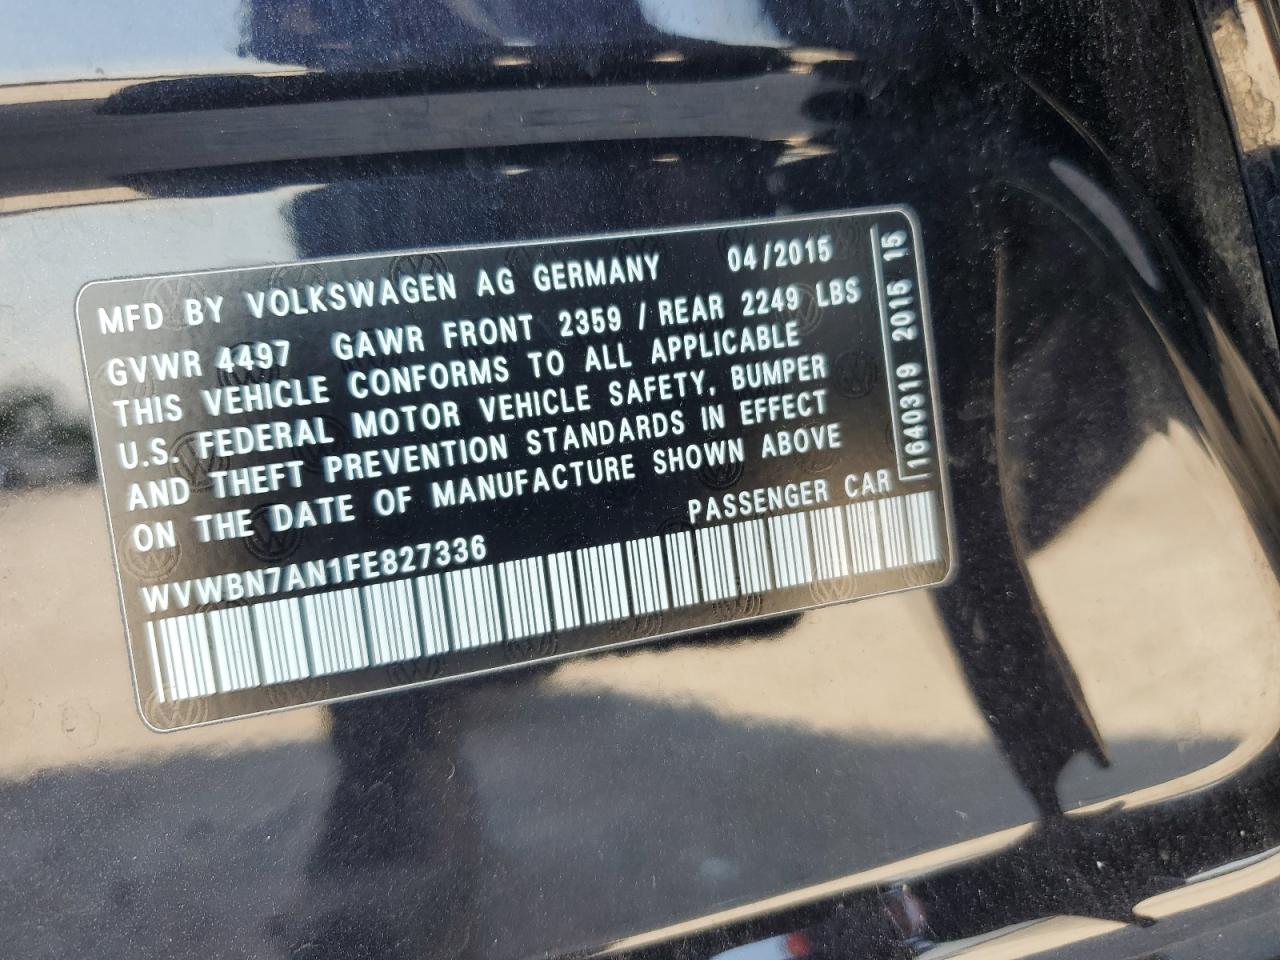 MFD BY VOLKSWAGEN AG GERMANY 04/2015
GVWR 4497 GAWR FRONT 2359 / REAR 2249 LBS
THIS VEHICLE CONFORMS TO ALL APPLICABLE
U.S. FEDERAL MOTOR VEHICLE SAFETY, BUMPER
AND THEFT PREVENTION STANDARDS IN EFFECT
ON THE DATE OF MANUFACTURE SHOWN ABOVE
PASSENGER CAR
WVWBN7AN1FE827336
1640319 2015 15